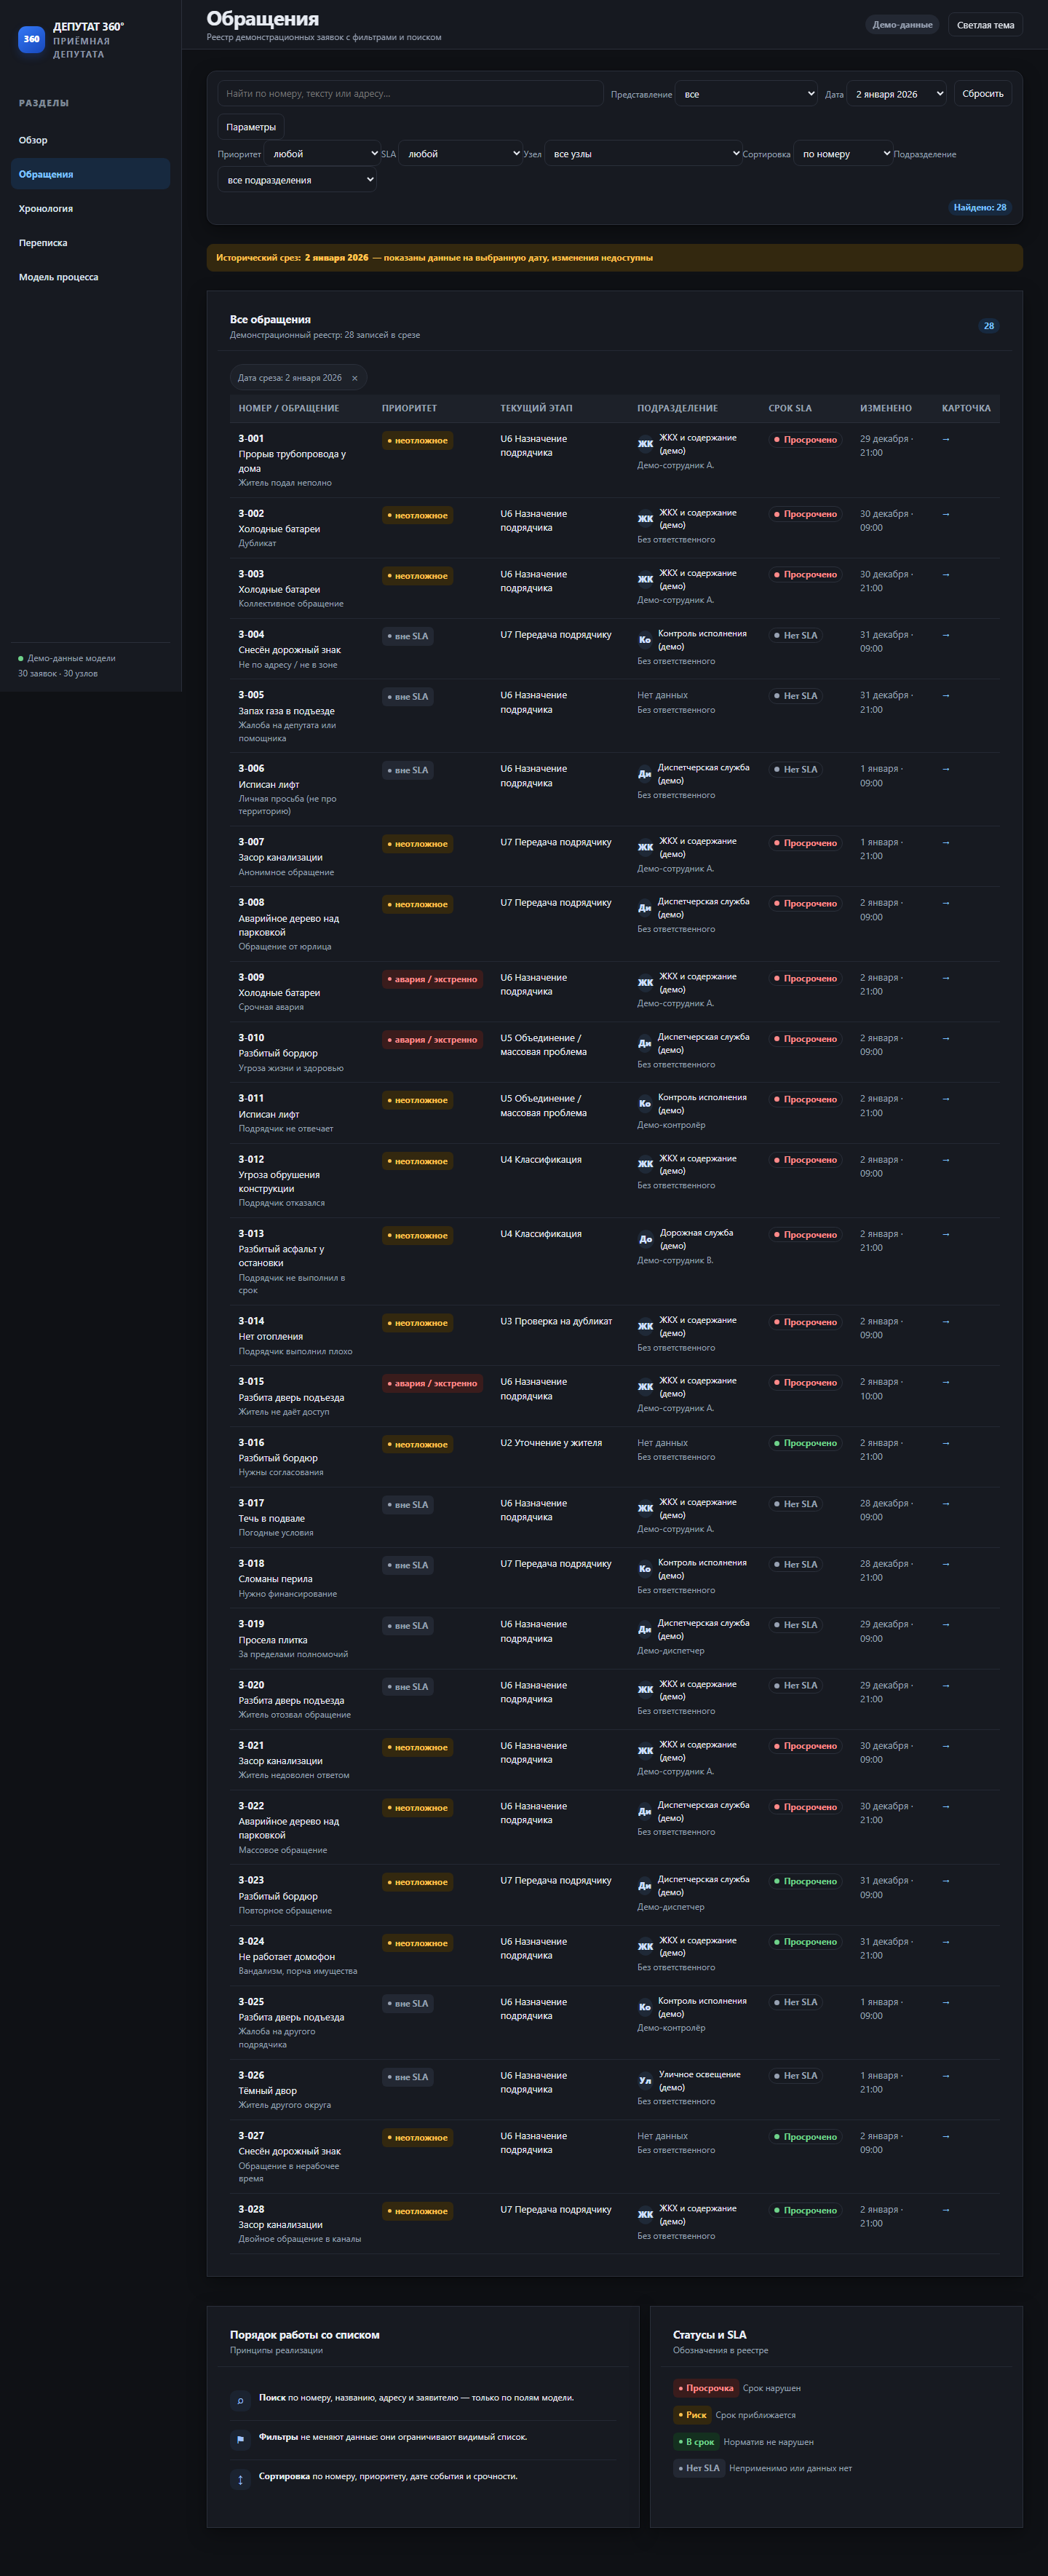 360
ДЕПУТАТ 360°
ПРИЁМНАЯ
ДЕПУТАТА
РАЗДЕЛЫ
Обзор
Обращения
Хронология
Переписка
Модель процесса
Демо-данные модели
30 заявок · 30 узлов
Обращения
Реестр демонстрационных заявок с фильтрами и поиском
Демо-данные
Светлая тема
Найти по номеру, тексту или адресу...
Представление все
Дата 2 января 2026
Сбросить
Параметры
Приоритет любой SLA любой Узел все узлы Сортировка по номеру Подразделение
все подразделения
Найдено: 28
Исторический срез: 2 января 2026 — показаны данные на выбранную дату, изменения недоступны
Все обращения
Демонстрационный реестр: 28 записей в срезе
28
Дата среза: 2 января 2026 ×
НОМЕР / ОБРАЩЕНИЕ ПРИОРИТЕТ ТЕКУЩИЙ ЭТАП ПОДРАЗДЕЛЕНИЕ СРОК SLA ИЗМЕНЕНО КАРТОЧКА
З-001 неотложное U6 Назначение ЖК ЖКХ и содержание Просрочено 29 декабря · →
Прорыв трубопровода у подрядчика (демо) 21:00
дома Демо-сотрудник А.
Житель подал неполно
З-002 неотложное U6 Назначение ЖК ЖКХ и содержание Просрочено 30 декабря · →
Холодные батареи подрядчика (демо) 09:00
Дубликат Без ответственного
З-003 неотложное U6 Назначение ЖК ЖКХ и содержание Просрочено 30 декабря · →
Холодные батареи подрядчика (демо) 21:00
Коллективное обращение Демо-сотрудник А.
З-004 вне SLA U7 Передача подрядчику Ко Контроль исполнения Нет SLA 31 декабря · →
Снесён дорожный знак (демо) 09:00
Не по адресу / не в зоне Без ответственного
З-005 вне SLA U6 Назначение Нет данных Нет SLA 31 декабря · →
Запах газа в подъезде подрядчика Без ответственного 21:00
Жалоба на депутата или
помощника
З-006 вне SLA U6 Назначение Ди Диспетчерская служба Нет SLA 1 января · →
Исписан лифт подрядчика (демо) 09:00
Личная просьба (не про Без ответственного
территорию)
З-007 неотложное U7 Передача подрядчику ЖК ЖКХ и содержание Просрочено 1 января · →
Засор канализации (демо) 21:00
Анонимное обращение Демо-сотрудник А.
З-008 неотложное U7 Передача подрядчику Ди Диспетчерская служба Просрочено 2 января · →
Аварийное дерево над (демо) 09:00
парковкой Без ответственного
Обращение от юрлица
З-009 авария / экстренно U6 Назначение ЖК ЖКХ и содержание Просрочено 2 января · →
Холодные батареи подрядчика (демо) 21:00
Срочная авария Демо-сотрудник А.
З-010 авария / экстренно U5 Объединение / Ди Диспетчерская служба Просрочено 2 января · →
Разбитый бордюр массовая проблема (демо) 09:00
Угроза жизни и здоровью Без ответственного
З-011 неотложное U5 Объединение / Ко Контроль исполнения Просрочено 2 января · →
Исписан лифт массовая проблема (демо) 21:00
Подрядчик не отвечает Демо-контролёр
З-012 неотложное U4 Классификация ЖК ЖКХ и содержание Просрочено 2 января · →
Угроза обрушения (демо) 09:00
конструкции Без ответственного
Подрядчик отказался
З-013 неотложное U4 Классификация До Дорожная служба Просрочено 2 января · →
Разбитый асфальт у (демо) 21:00
остановки Демо-сотрудник В.
Подрядчик не выполнил в
срок
З-014 неотложное U3 Проверка на дубликат ЖК ЖКХ и содержание Просрочено 2 января · →
Нет отопления (демо) 09:00
Подрядчик выполнил плохо Без ответственного
З-015 авария / экстренно U6 Назначение ЖК ЖКХ и содержание Просрочено 2 января · →
Разбита дверь подъезда подрядчика (демо) 10:00
Житель не даёт доступ Демо-сотрудник А.
З-016 неотложное U2 Уточнение у жителя Нет данных Просрочено 2 января · →
Разбитый бордюр Без ответственного 21:00
Нужны согласования
З-017 вне SLA U6 Назначение ЖК ЖКХ и содержание Нет SLA 28 декабря · →
Течь в подвале подрядчика (демо) 09:00
Погодные условия Демо-сотрудник А.
З-018 вне SLA U7 Передача подрядчику Ко Контроль исполнения Нет SLA 28 декабря · →
Сломаны перила (демо) 21:00
Нужно финансирование Без ответственного
З-019 вне SLA U6 Назначение Ди Диспетчерская служба Нет SLA 29 декабря · →
Просела плитка подрядчика (демо) 09:00
За пределами полномочий Демо-диспетчер
З-020 вне SLA U6 Назначение ЖК ЖКХ и содержание Нет SLA 29 декабря · →
Разбита дверь подъезда подрядчика (демо) 21:00
Житель отозвал обращение Без ответственного
З-021 неотложное U6 Назначение ЖК ЖКХ и содержание Просрочено 30 декабря · →
Засор канализации подрядчика (демо) 09:00
Житель недоволен ответом Демо-сотрудник А.
З-022 неотложное U6 Назначение Ди Диспетчерская служба Просрочено 30 декабря · →
Аварийное дерево над подрядчика (демо) 21:00
парковкой Без ответственного
Массовое обращение
З-023 неотложное U7 Передача подрядчику Ди Диспетчерская служба Просрочено 31 декабря · →
Разбитый бордюр (демо) 09:00
Повторное обращение Демо-диспетчер
З-024 неотложное U6 Назначение ЖК ЖКХ и содержание Просрочено 31 декабря · →
Не работает домофон подрядчика (демо) 21:00
Вандализм, порча имущества Без ответственного
З-025 вне SLA U6 Назначение Ко Контроль исполнения Нет SLA 1 января · →
Разбита дверь подъезда подрядчика (демо) 09:00
Жалоба на другого Демо-контролёр
подрядчика
З-026 вне SLA U6 Назначение Ул Уличное освещение Нет SLA 1 января · →
Тёмный двор подрядчика (демо) 21:00
Житель другого округа Без ответственного
З-027 неотложное U6 Назначение Нет данных Просрочено 2 января · →
Снесён дорожный знак подрядчика Без ответственного 09:00
Обращение в нерабочее
время
З-028 неотложное U7 Передача подрядчику ЖК ЖКХ и содержание Просрочено 2 января · →
Засор канализации (демо) 21:00
Двойное обращение в каналы Без ответственного
Порядок работы со списком
Принципы реализации
Поиск по номеру, названию, адресу и заявителю — только по полям модели.
Фильтры не меняют данные: они ограничивают видимый список.
Сортировка по номеру, приоритету, дате события и срочности.
Статусы и SLA
Обозначения в реестре
Просрочка Срок нарушен
Риск Срок приближается
В срок Норматив не нарушен
Нет SLA Неприменимо или данных нет